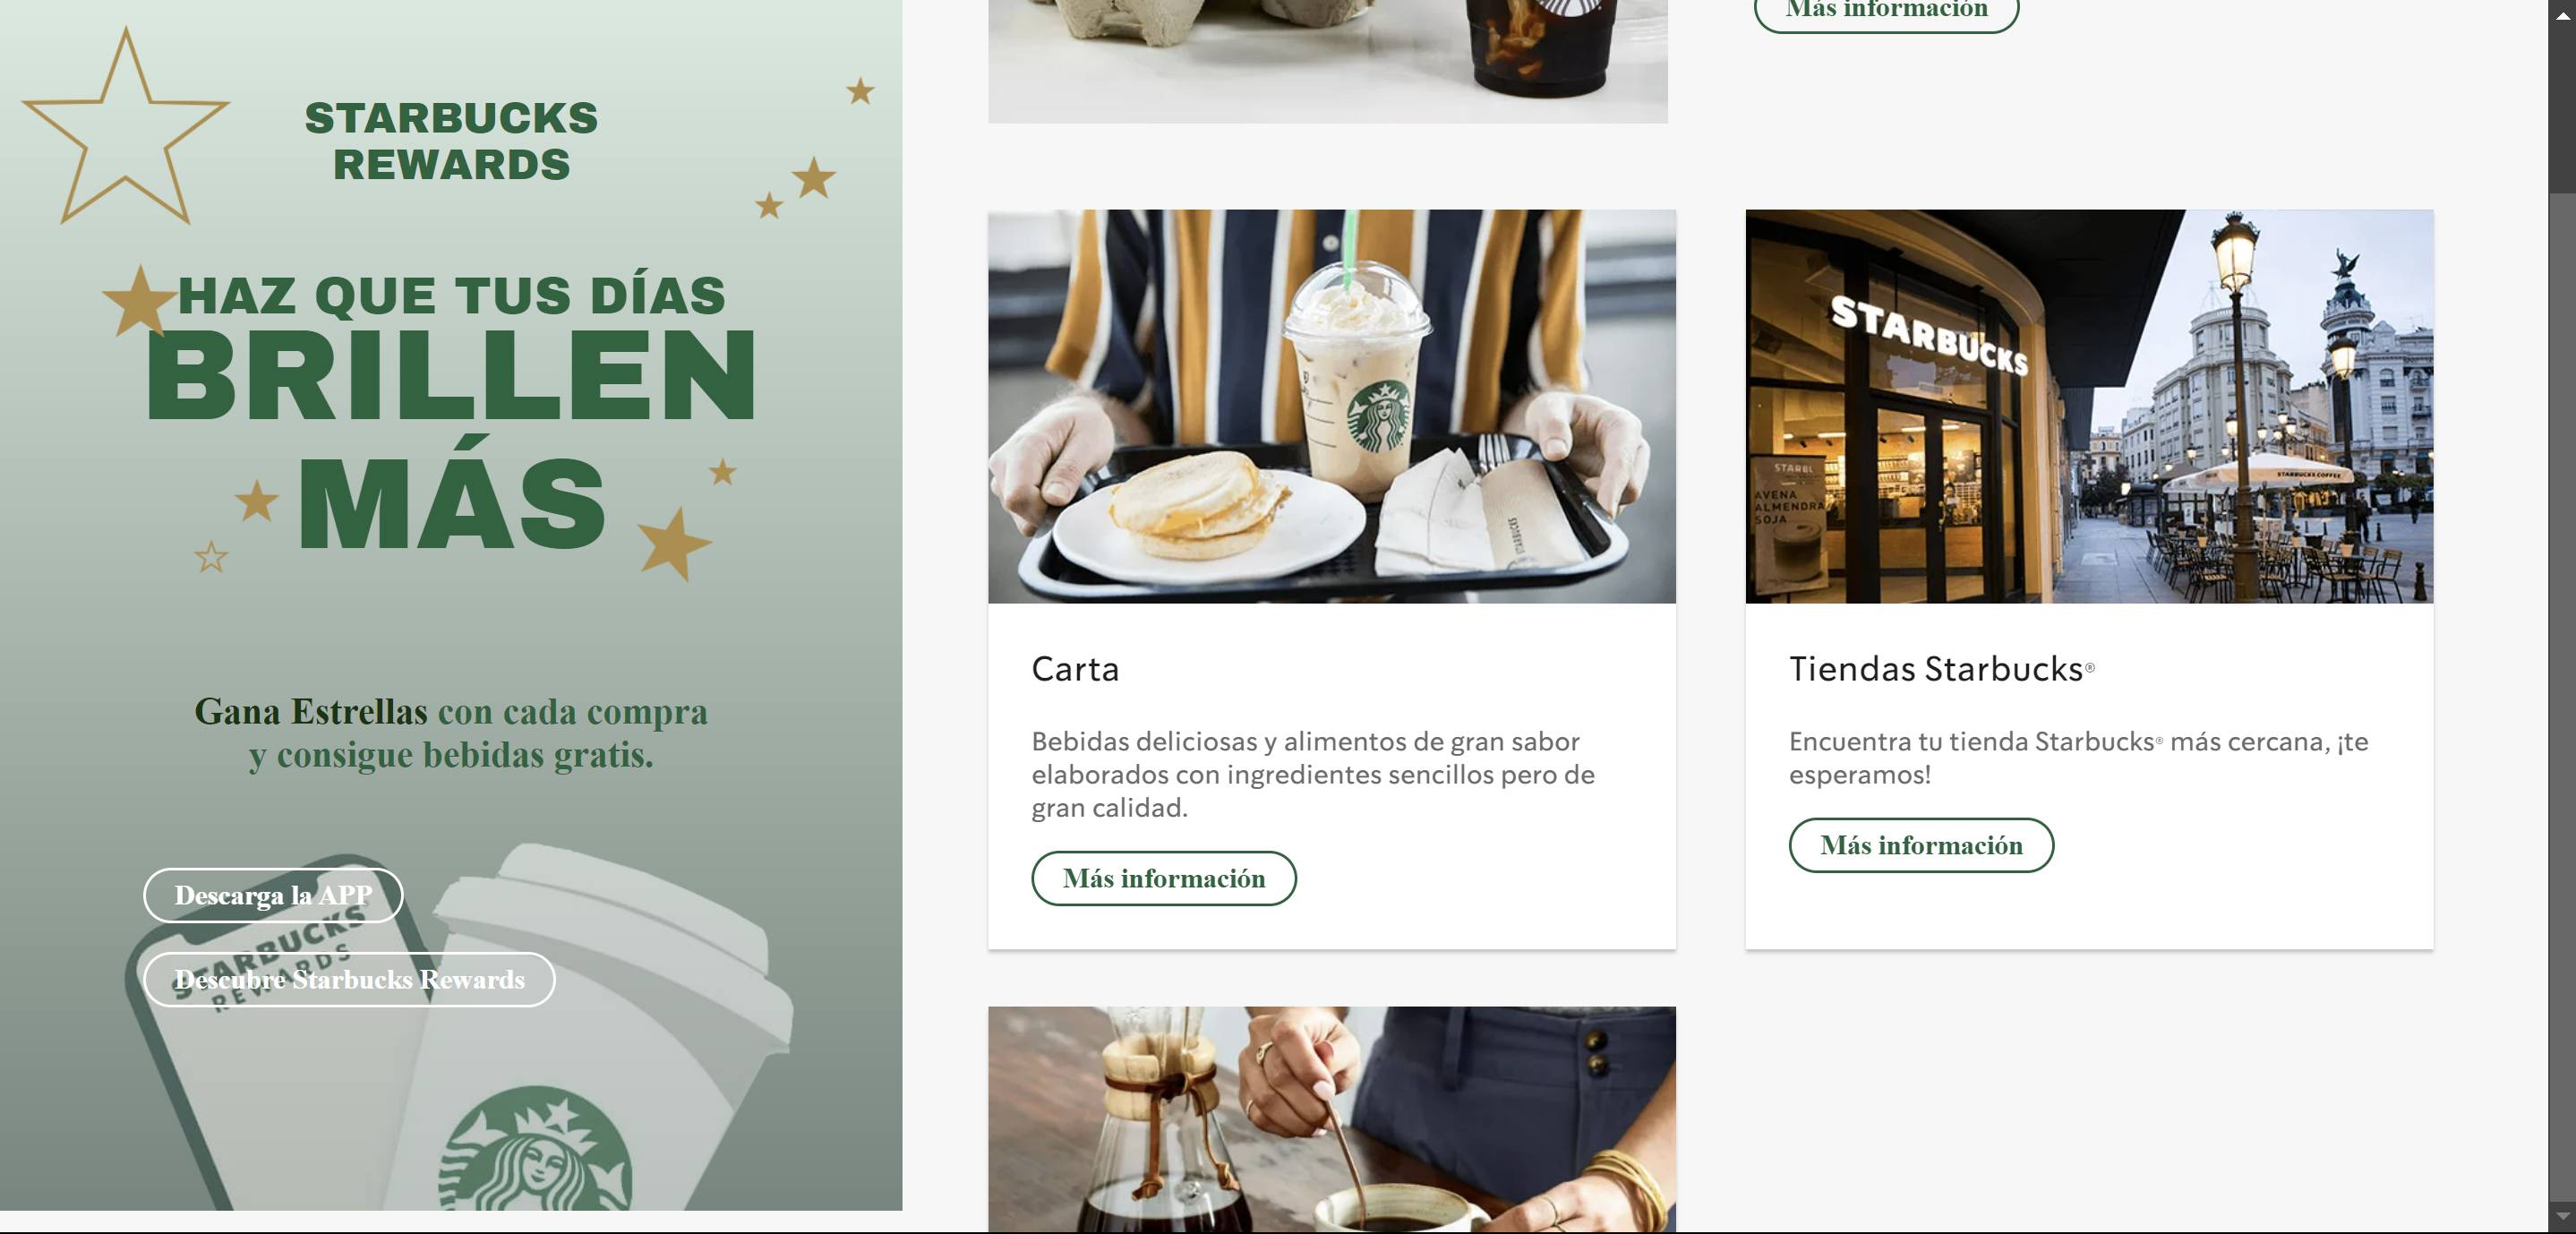 STARBUCKS
REWARDS
HAZ QUE TUS DÍAS
BRILLEN
MÁS
Gana Estrellas con cada compra
y consigue bebidas gratis.
Descarga la APP
Descubre Starbucks Rewards
STARBUCKS
REWARDS
Más información
STARBUCKS
Carta
Bebidas deliciosas y alimentos de gran sabor
elaborados con ingredientes sencillos pero de
gran calidad.
Más información
STARBUCKS
AVENA
ALMENDRA
SOJA
STARBUCKS COFFEE
Tiendas Starbucks®
Encuentra tu tienda Starbucks® más cercana, ¡te
esperamos!
Más información